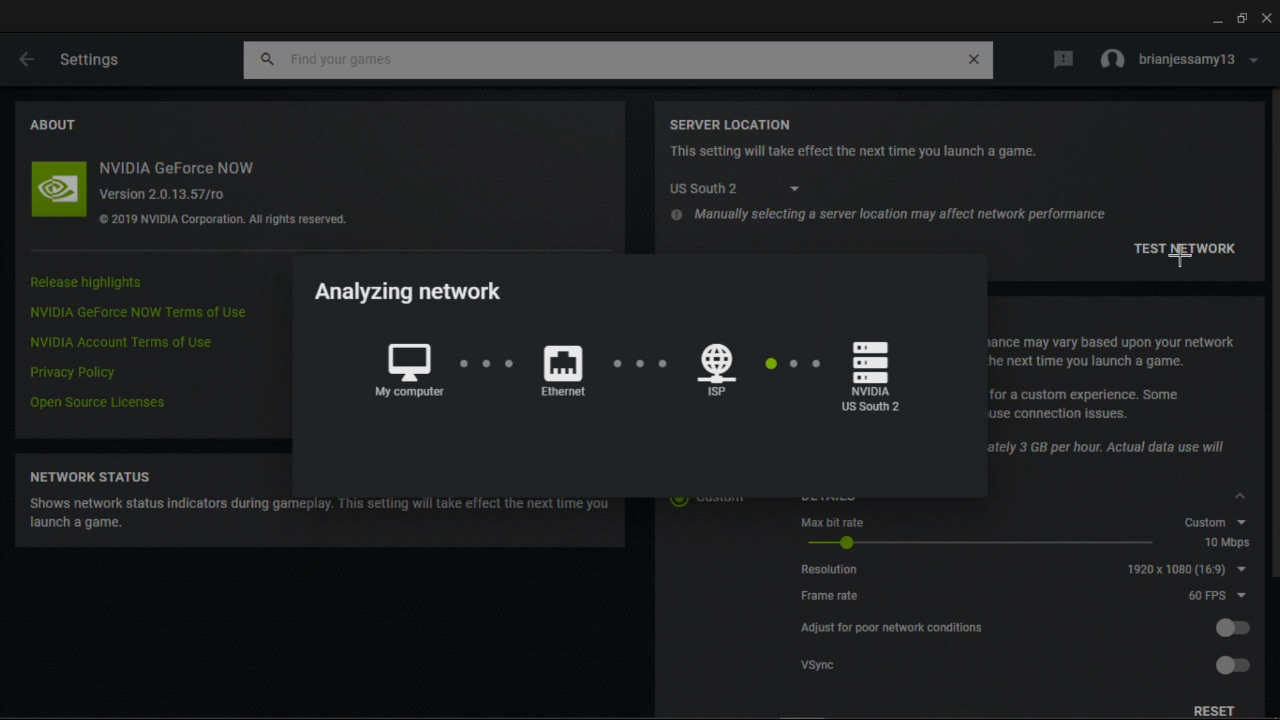 Settings
Find your games
brianjessamy13
ABOUT
NVIDIA GeForce NOW
Version 2.0.13.57/ro
© 2019 NVIDIA Corporation. All rights reserved.
Release highlights
NVIDIA GeForce NOW Terms of Use
NVIDIA Account Terms of Use
Privacy Policy
Open Source Licenses
NETWORK STATUS
Shows network status indicators during gameplay. This setting will take effect the next time you
launch a game.
SERVER LOCATION
This setting will take effect the next time you launch a game.
US South 2
Manually selecting a server location may affect network performance
TEST NETWORK
Analyzing network
My computer
Ethernet
ISP
NVIDIA
US South 2
may vary based upon your network
the next time you launch a game.
for a custom experience. Some
connection issues.
3 GB per hour. Actual data use will
Custom
DETAILS
Max bit rate
Custom
10 Mbps
Resolution
1920 x 1080 (16:9)
Frame rate
60 FPS
Adjust for poor network conditions
VSync
RESET